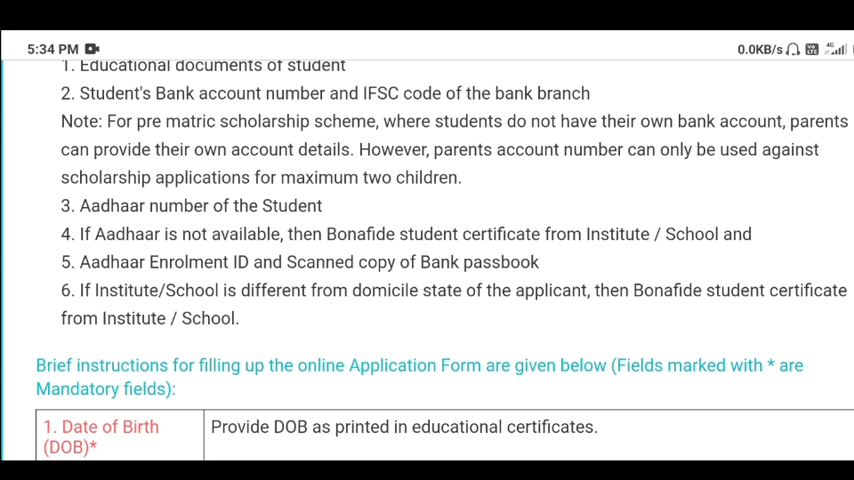 5:34 PM
0.0KB/s
4G
1. Educational documents of student
2. Student's Bank account number and IFSC code of the bank branch
Note: For pre matric scholarship scheme, where students do not have their own bank account, parents
can provide their own account details. However, parents account number can only be used against
scholarship applications for maximum two children.
3. Aadhaar number of the Student
4. If Aadhaar is not available, then Bonafide student certificate from Institute / School and
5. Aadhaar Enrolment ID and Scanned copy of Bank passbook
6. If Institute/School is different from domicile state of the applicant, then Bonafide student certificate
from Institute / School.
Brief instructions for filling up the online Application Form are given below (Fields marked with * are
Mandatory fields):
1. Date of Birth
(DOB)*
Provide DOB as printed in educational certificates.